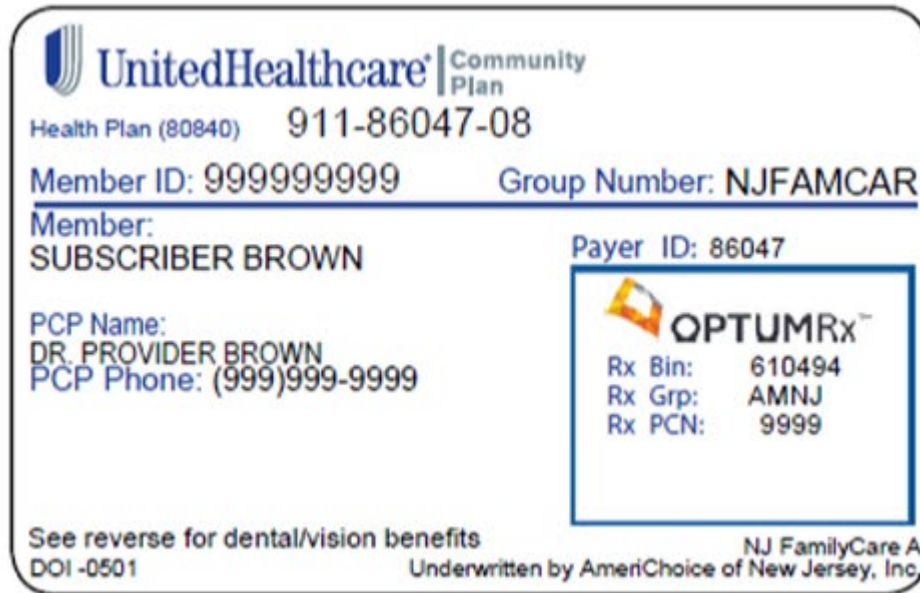 UnitedHealthcare® Community Plan
Health Plan (80840) 911-86047-08
Member ID: 999999999 Group Number: NJFAMCAR
Member:
SUBSCRIBER BROWN
Payer ID: 86047
PCP Name:
DR. PROVIDER BROWN
PCP Phone: (999)999-9999
OPTUMRx™
Rx Bin: 610494
Rx Grp: AMNJ
Rx PCN: 9999
See reverse for dental/vision benefits
NJ FamilyCare A
DOI -0501 Underwritten by AmeriChoice of New Jersey, Inc.